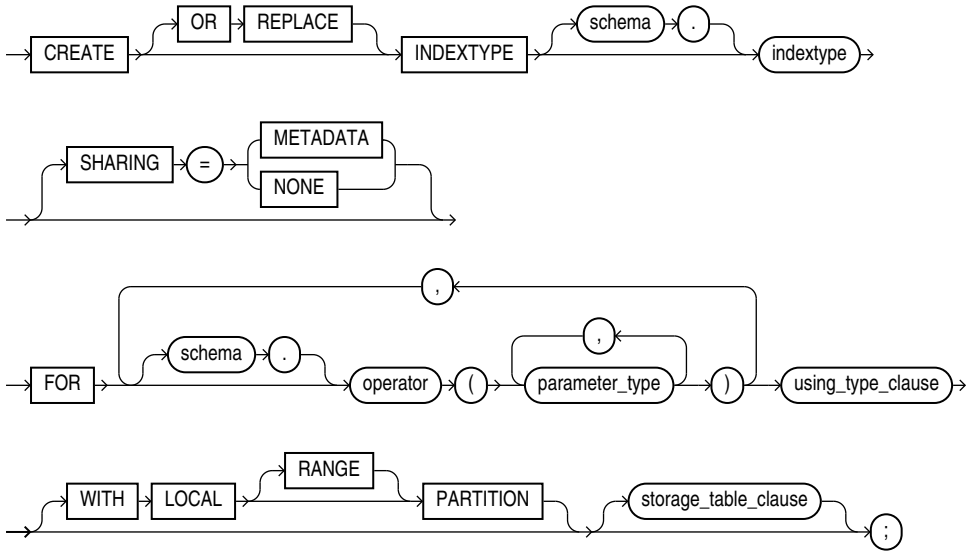 OR REPLACE schema .
CREATE INDEXTYPE indextype
METADATA
SHARING =
NONE
,
schema . ,
FOR operator ( parameter_type ) using_type_clause
RANGE
WITH LOCAL PARTITION storage_table_clause
;